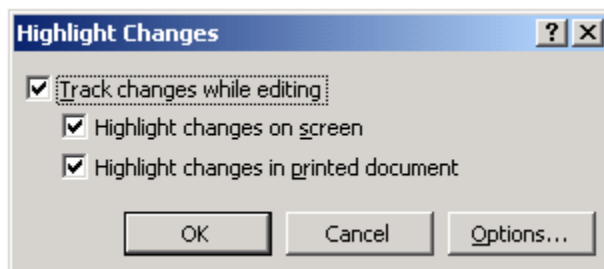 Highlight Changes
Track changes while editing
Highlight changes on screen
Highlight changes in printed document
OK Cancel Options...